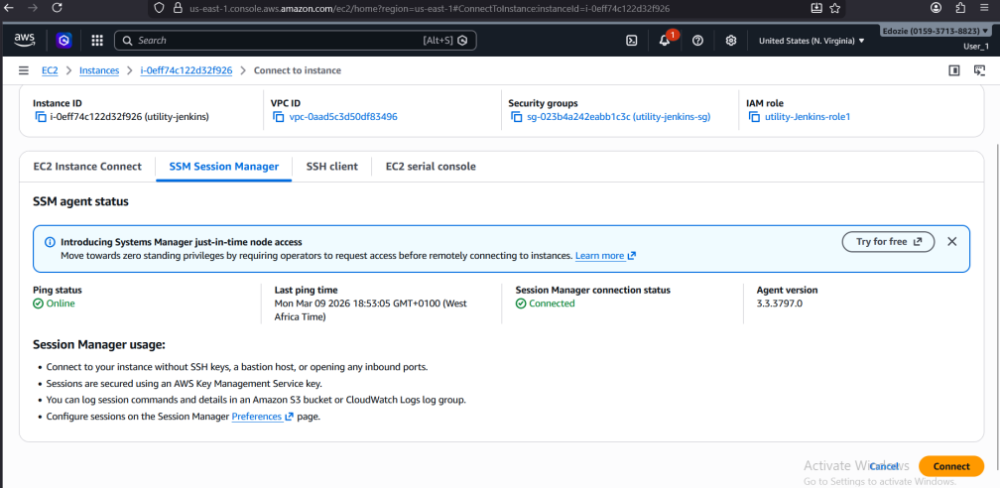 us-east-1.console.aws.amazon.com/ec2/home?region=us-east-1#ConnectToInstance:instanceId=i-0eff74c122d32f926
aws
Search [Alt+S]
1
United States (N. Virginia) ▼
Edozie (0159-3713-8823) ▼
User_1
EC2 > Instances > i-0eff74c122d32f926 > Connect to instance
Instance ID
i-0eff74c122d32f926 (utility-jenkins)
VPC ID
vpc-0aad5c3d50df83496
Security groups
sg-023b4a242eabb1c3c (utility-jenkins-sg)
IAM role
utility-Jenkins-role1
EC2 Instance Connect
SSM Session Manager
SSH client
EC2 serial console
SSM agent status
Introducing Systems Manager just-in-time node access
Move towards zero standing privileges by requiring operators to request access before remotely connecting to instances. Learn more
Try for free
Ping status
Online
Last ping time
Mon Mar 09 2026 18:53:05 GMT+0100 (West
Africa Time)
Session Manager connection status
Connected
Agent version
3.3.3797.0
Session Manager usage:
• Connect to your instance without SSH keys, a bastion host, or opening any inbound ports.
• Sessions are secured using an AWS Key Management Service key.
• You can log session commands and details in an Amazon S3 bucket or CloudWatch Logs log group.
• Configure sessions on the Session Manager Preferences page.
Activate Windows
Cancel
Connect
Go to Settings to activate Windows.